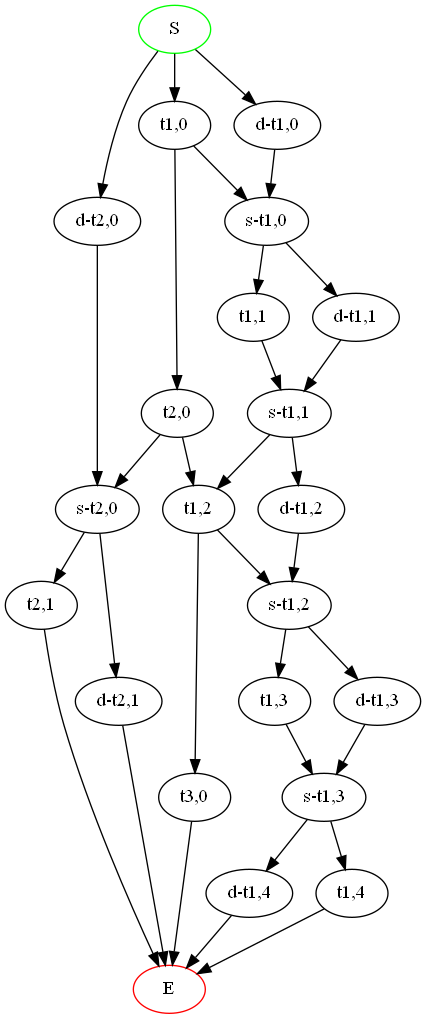 S
t1,0
d-t1,0
d-t2,0
s-t1,0
t1,1
d-t1,1
t2,0
s-t1,1
s-t2,0
t1,2
d-t1,2
t2,1
s-t1,2
d-t2,1
t1,3
d-t1,3
t3,0
s-t1,3
d-t1,4
t1,4
E